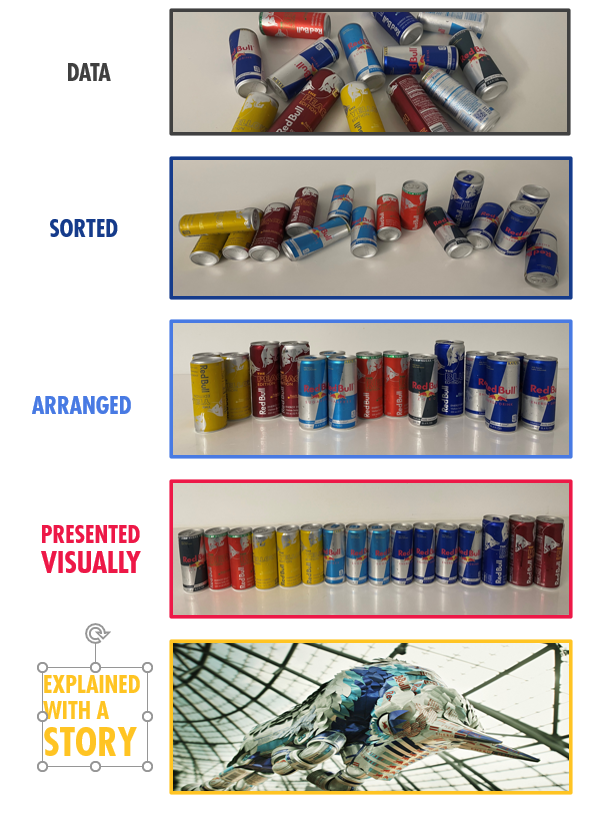 DATA
SORTED
ARRANGED
PRESENTED
VISUALLY
EXPLAINED
WITH A
STORY